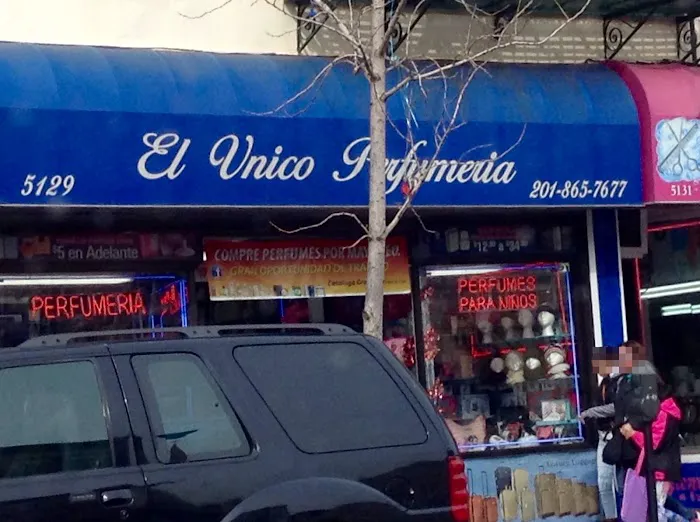 El Unico Perfumeria
5129
201-865-7677
5131
$5 en Adelante
COMPRE PERFUMES POR
GRAN OPORTUNIDAD DE
PERFUMERIA
PERFUMES
PARA NIÑOS